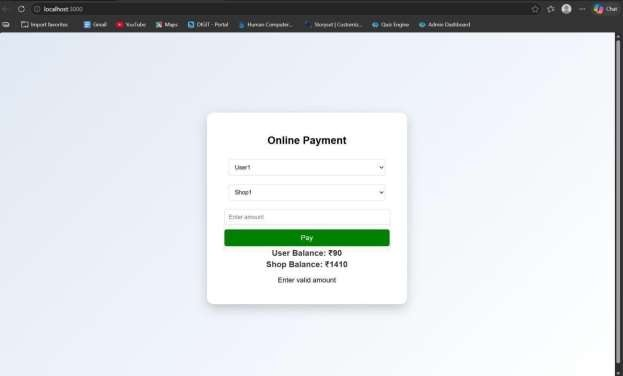 localhost:3000
Chat
Import favorites
Gmail
YouTube
Maps
DIGIT - Portal
Human Computer...
Storyset | Customiz...
Quiz Engine
Admin Dashboard
Online Payment
User1
Shop1
Enter amount
Pay
User Balance: ₹90
Shop Balance: ₹1410
Enter valid amount